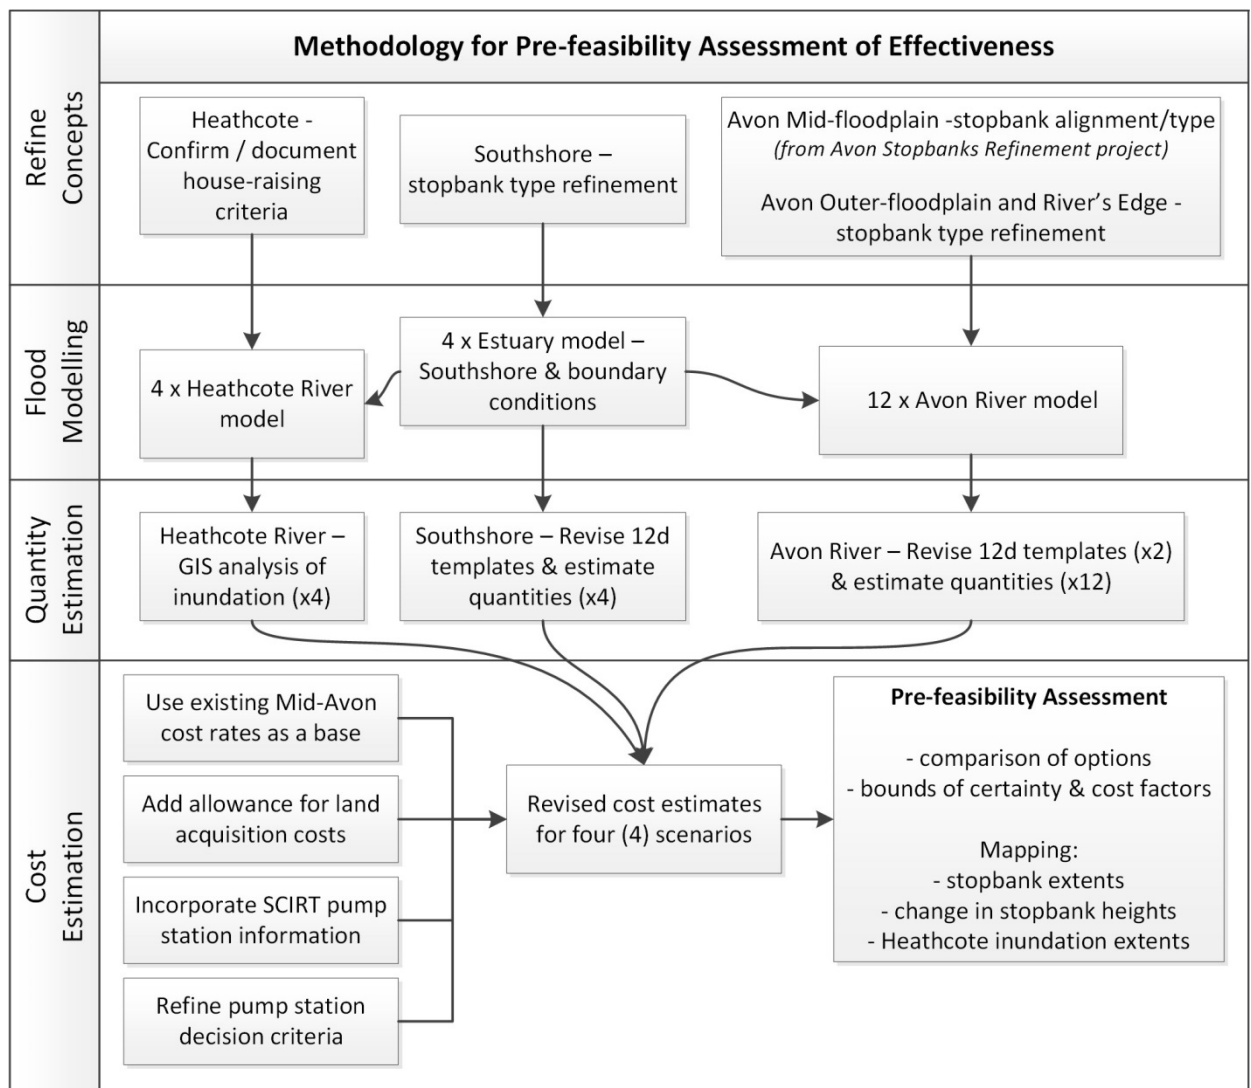 Methodology for Pre-feasibility Assessment of Effectiveness
Refine
Concepts
Heathcote -
Confirm / document
house-raising
criteria
Southshore –
stopbank type refinement
Avon Mid-floodplain -stopbank alignment/type
(from Avon Stopbanks Refinement project)
Avon Outer-floodplain and River's Edge -
stopbank type refinement
Flood
Modelling
4 x Heathcote River
model
4 x Estuary model –
Southshore & boundary
conditions
12 x Avon River model
Quantity
Estimation
Heathcote River –
GIS analysis of
inundation (x4)
Southshore – Revise 12d
templates & estimate
quantities (x4)
Avon River – Revise 12d templates (x2)
& estimate quantities (x12)
Cost
Estimation
Use existing Mid-Avon
cost rates as a base
Add allowance for land
acquisition costs
Incorporate SCIRT pump
station information
Refine pump station
decision criteria
Revised cost estimates
for four (4) scenarios
Pre-feasibility Assessment
- comparison of options
- bounds of certainty & cost factors
Mapping:
- stopbank extents
- change in stopbank heights
- Heathcote inundation extents